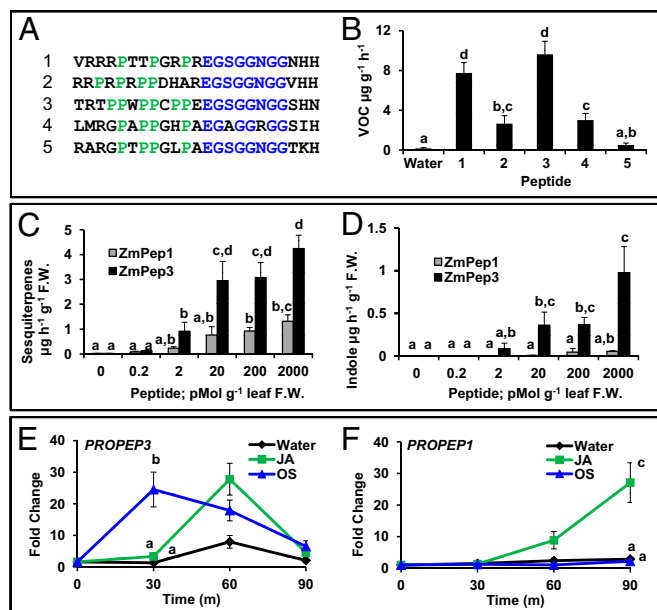 A
1 VRRRPTTPGRPREGSGGNGGNHH
2 RRPRPRPPDHAREGSGGNGGVHH
3 TRTPPWPPCPPEGSGGNGGSHN
4 LMRGPAPPGHPAEGAGGRGGSIH
5 RARGPTPPGLPAEGSGGNGGTKH
B
VOC µg g⁻¹ h⁻¹
12
8
4
0
a
d
b,c
d
c
a,b
Water 1 2 3 4 5
Peptide
C
Sesquiterpenes
µg h⁻¹ g⁻¹ F.W.
5
4
3
2
1
0
ZmPep1
ZmPep3
a a a a a,b b a,b c,d b c,d b,c d
0 0.2 2 20 200 2000
Peptide; pMol g⁻¹ leaf F.W.
D
Indole µg h⁻¹ g⁻¹ F.W.
1.5
1
0.5
0
ZmPep1
ZmPep3
a a a a a a,b a b,c a b,c a,b c
0 0.2 2 20 200 2000
Peptide; pMol g⁻¹ leaf F.W.
E
PROPEP3
Water
JA
OS
Fold Change
40
30
20
10
0
b
a
a
0 30 60 90
Time (m)
F
PROPEP1
Water
JA
OS
Fold Change
40
30
20
10
0
c
a
a
0 30 60 90
Time (m)